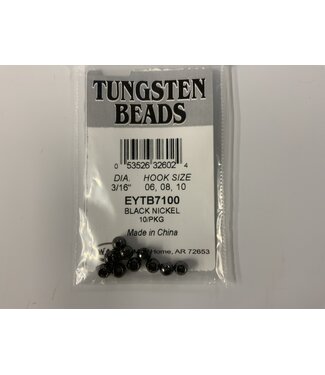 TUNGSTEN
BEADS
0 53526 32602 4
DIA. HOOK SIZE
3/16" 06, 08, 10
EYTB7100
BLACK NICKEL
10/PKG
Made in China
Home, AR 72653